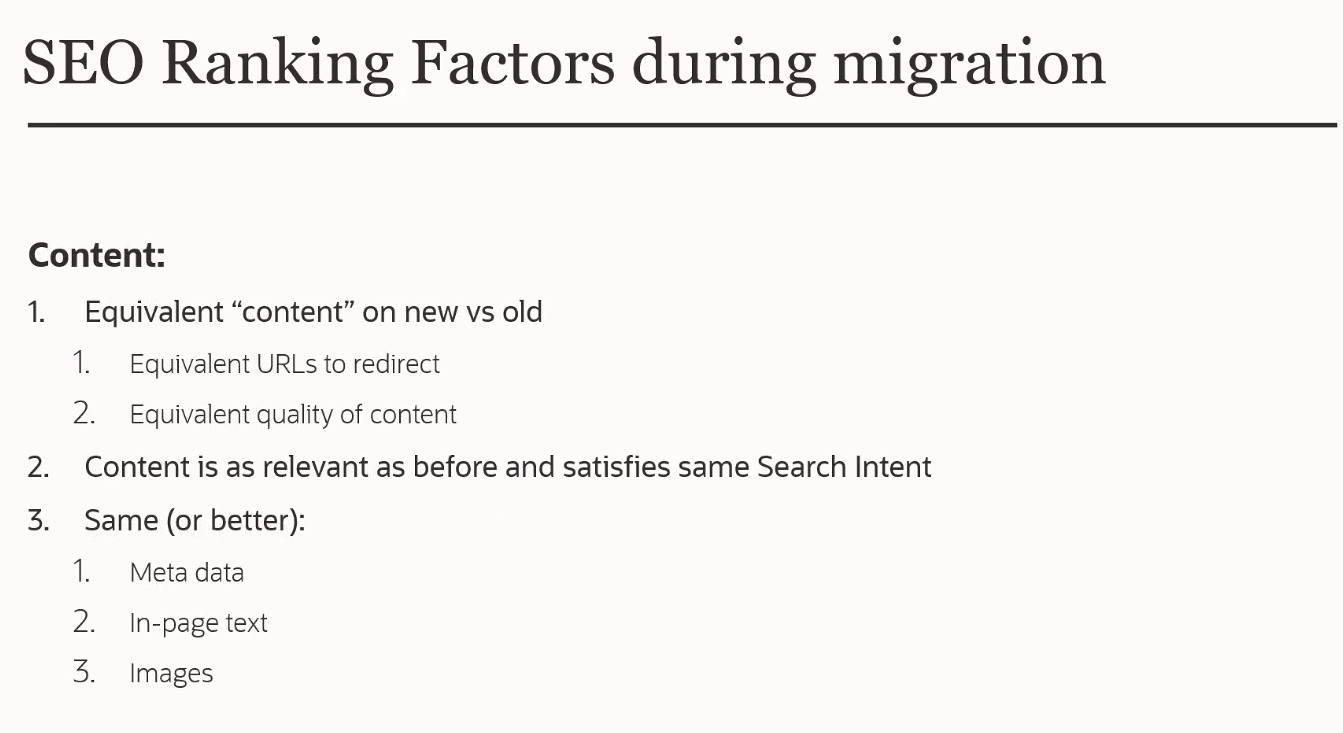 SEO Ranking Factors during migration
Content:
1. Equivalent “content” on new vs old
1. Equivalent URLs to redirect
2. Equivalent quality of content
2. Content is as relevant as before and satisfies same Search Intent
3. Same (or better):
1. Meta data
2. In-page text
3. Images